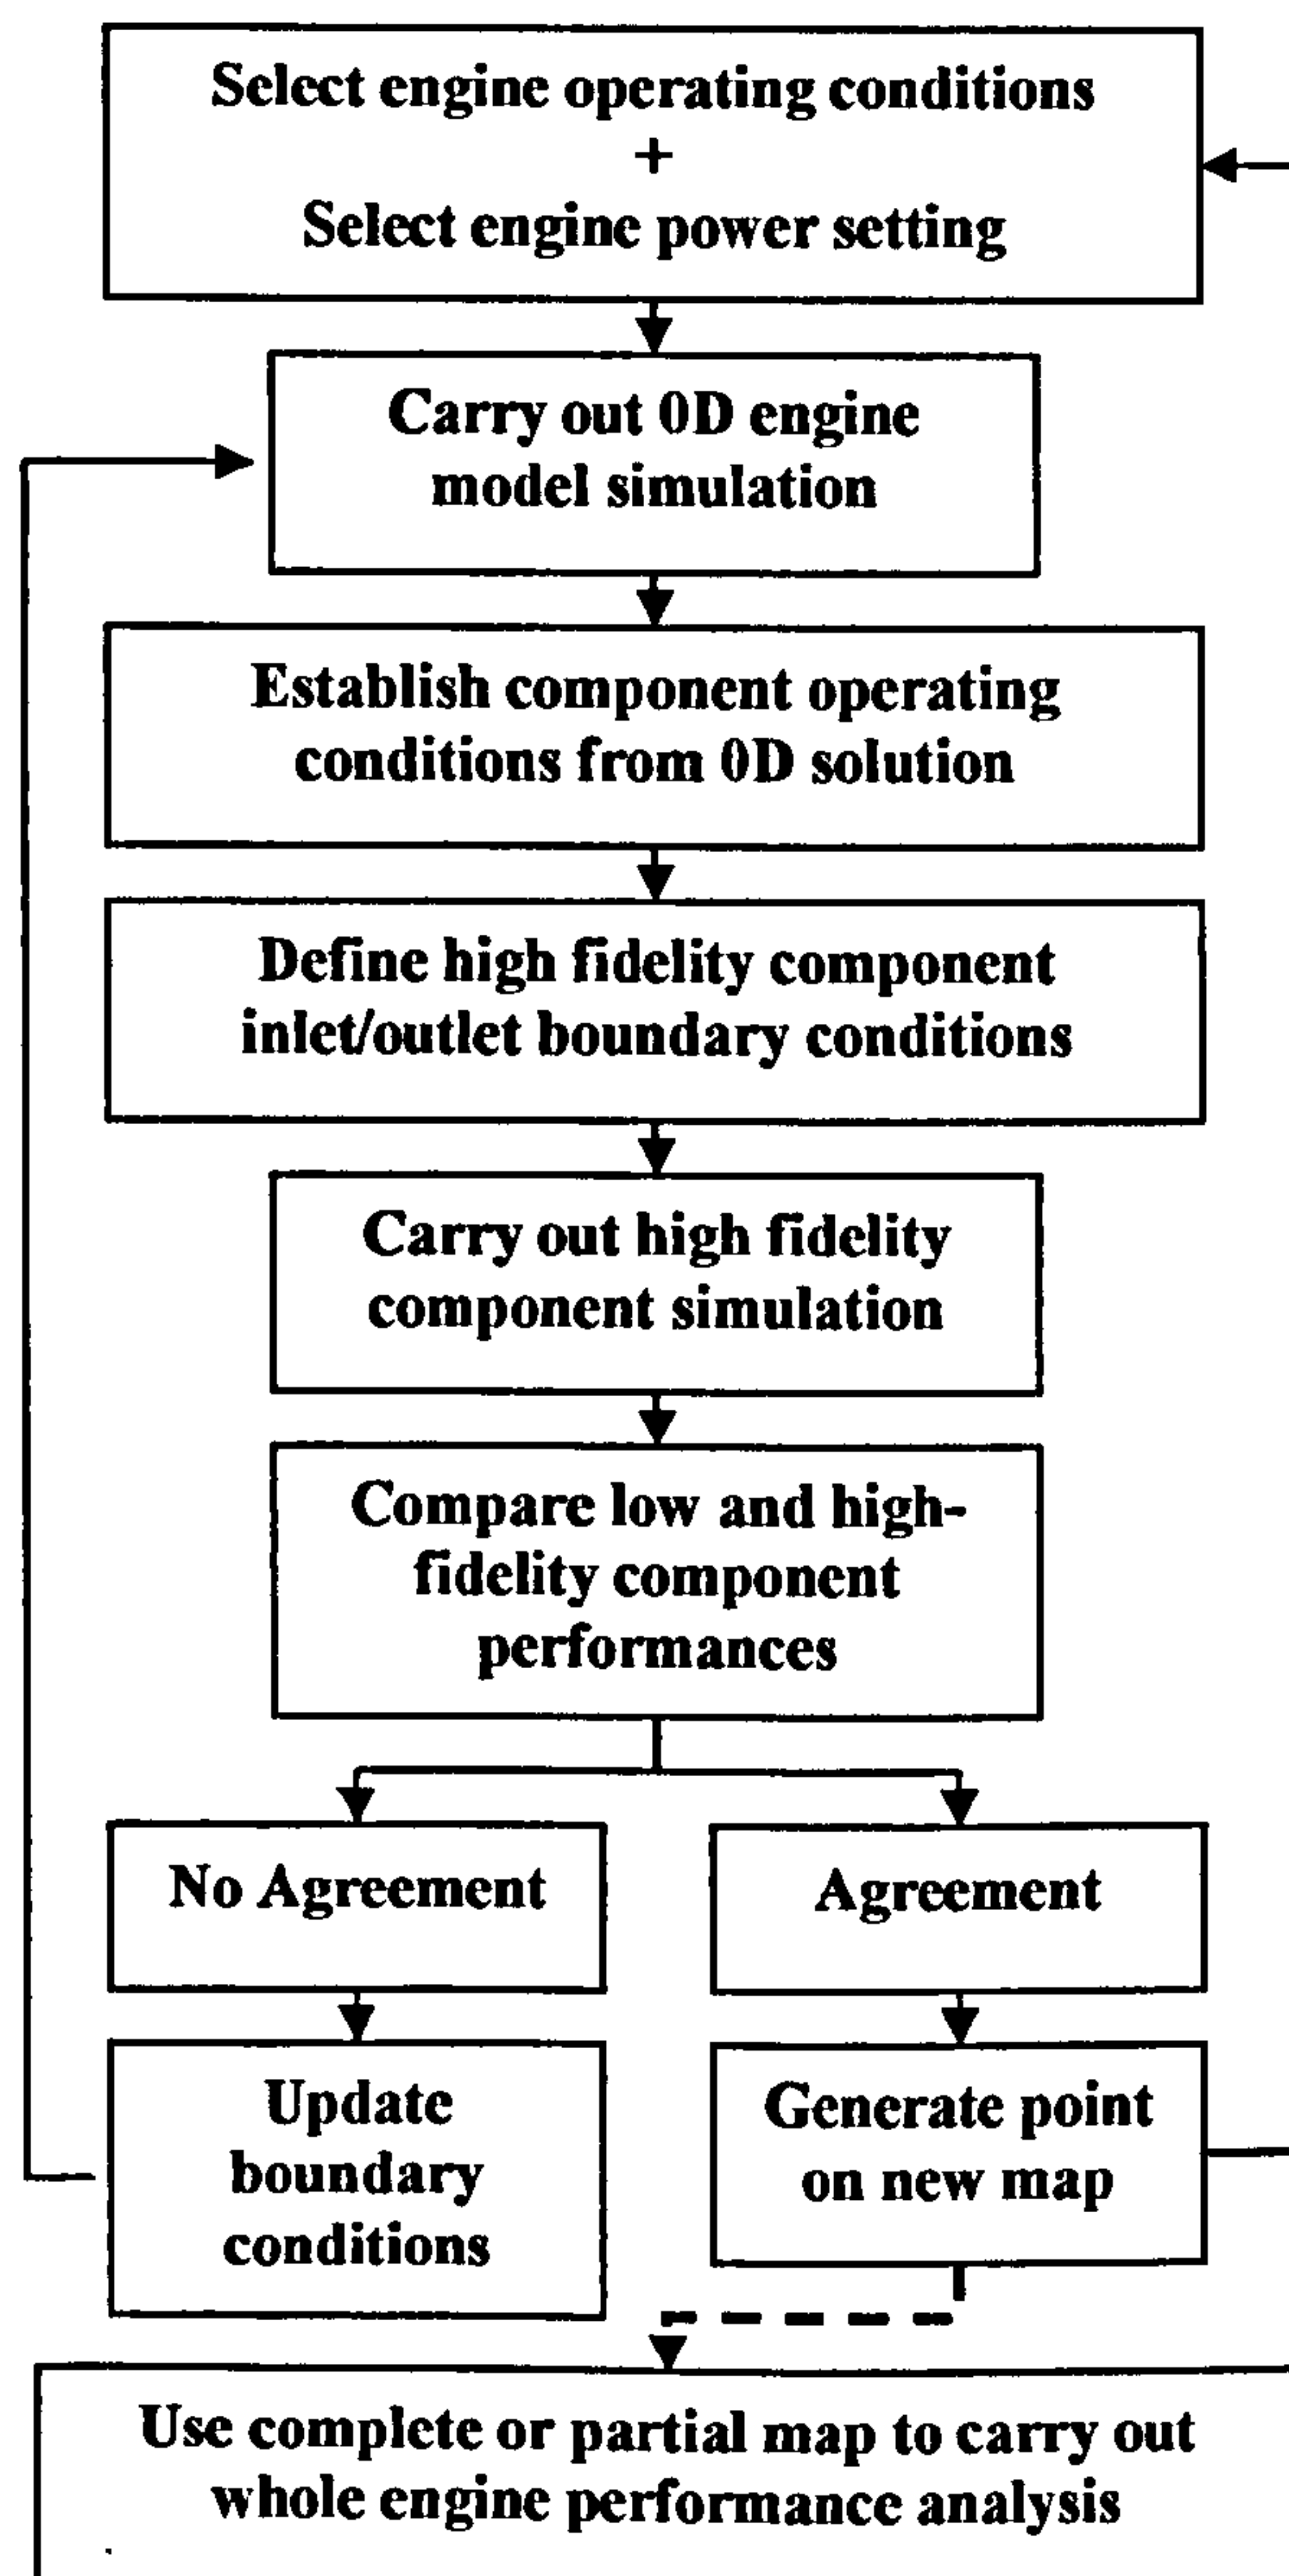 Select engine operating conditions
+
Select engine power setting
Carry out 0D engine
model simulation
Establish component operating
conditions from 0D solution
Define high fidelity component
inlet/outlet boundary conditions
Carry out high fidelity
component simulation
Compare low and high-
fidelity component
performances
No Agreement
Agreement
Update
boundary
conditions
Generate point
on new map
Use complete or partial map to carry out
whole engine performance analysis